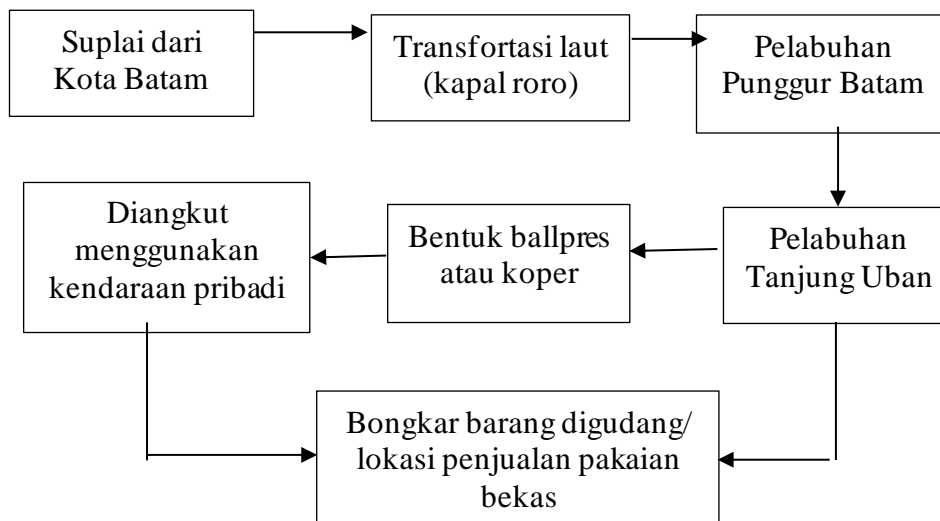 Suplai dari
Kota Batam
Transfortasi laut
(kapal roro)
Pelabuhan
Punggur Batam
Diangkut
menggunakan
kendaraan pribadi
Bentuk ballpres
atau koper
Pelabuhan
Tanjung Uban
Bongkar barang digudang/
lokasi penjualan pakaian
bekas